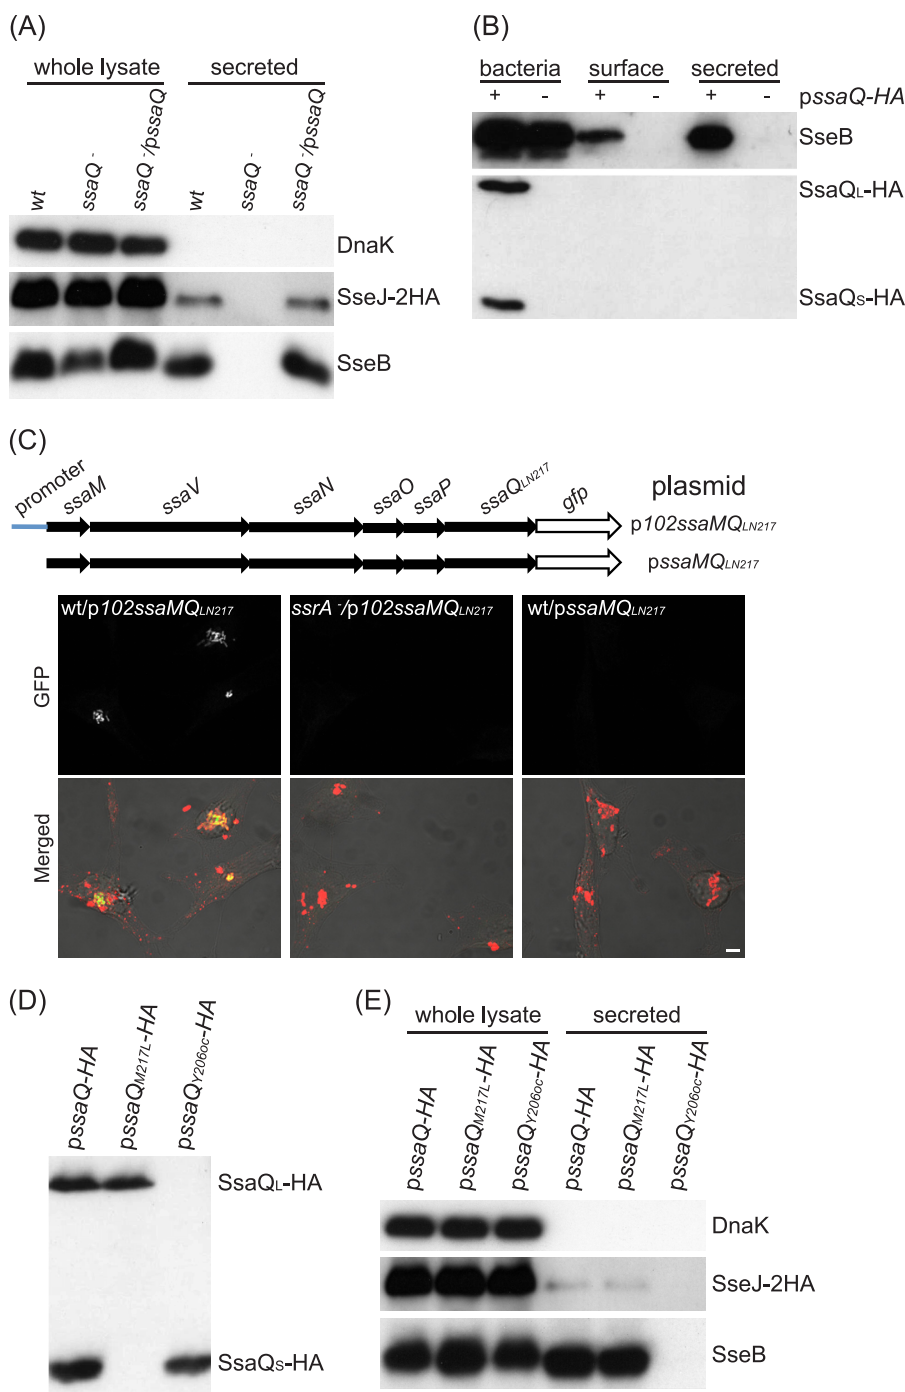 (A)
whole lysate secreted
wt ssaQ - ssaQ -/pssaQ wt ssaQ - ssaQ -/pssaQ
DnaK
SseJ-2HA
SseB
(B)
bacteria surface secreted
+ - + - + - pssaQ-HA
SseB
SsaQL-HA
SsaQS-HA
(C)
promoter ssaM ssaV ssaN ssaO ssaP ssaQLN217 gfp plasmid
p102ssaMQLN217
pssaMQLN217
wt/p102ssaMQLN217 ssrA -/p102ssaMQLN217 wt/pssaMQLN217
GFP
Merged
(D)
pssaQ-HA pssaQM217L-HA pssaQY206oc-HA
SsaQL-HA
SsaQS-HA
(E)
whole lysate secreted
pssaQ-HA pssaQM217L-HA pssaQY206oc-HA pssaQ-HA pssaQM217L-HA pssaQY206oc-HA
DnaK
SseJ-2HA
SseB